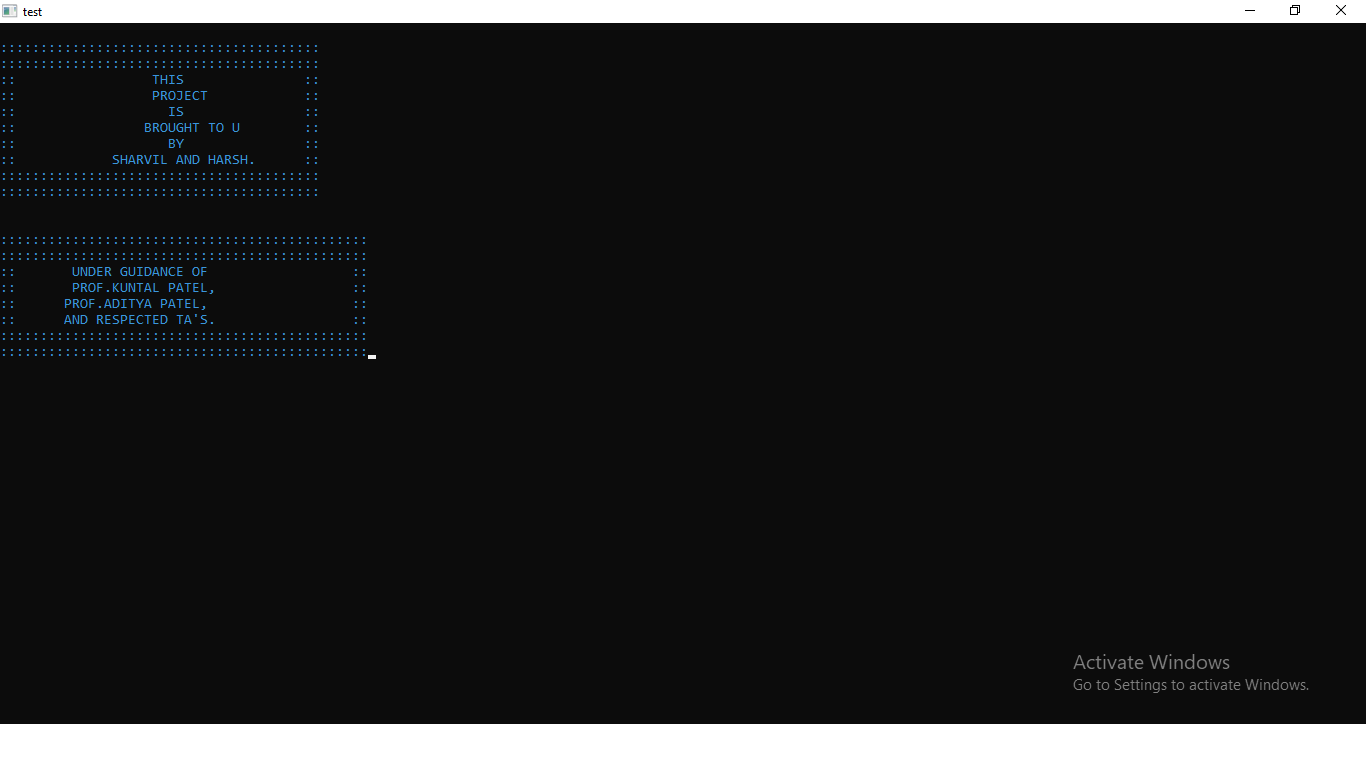 test
::::::::::::::::::::::::::::::::::::::::
::::::::::::::::::::::::::::::::::::::::
::                 THIS               ::
::                 PROJECT            ::
::                   IS               ::
::                BROUGHT TO U        ::
::                   BY               ::
::            SHARVIL AND HARSH.      ::
::::::::::::::::::::::::::::::::::::::::
::::::::::::::::::::::::::::::::::::::::
::::::::::::::::::::::::::::::::::::::::::::::
::::::::::::::::::::::::::::::::::::::::::::::
::       UNDER GUIDANCE OF                  ::
::       PROF.KUNTAL PATEL,                 ::
::      PROF.ADITYA PATEL,                  ::
::      AND RESPECTED TA'S.                 ::
::::::::::::::::::::::::::::::::::::::::::::::
::::::::::::::::::::::::::::::::::::::::::::::
Activate Windows
Go to Settings to activate Windows.